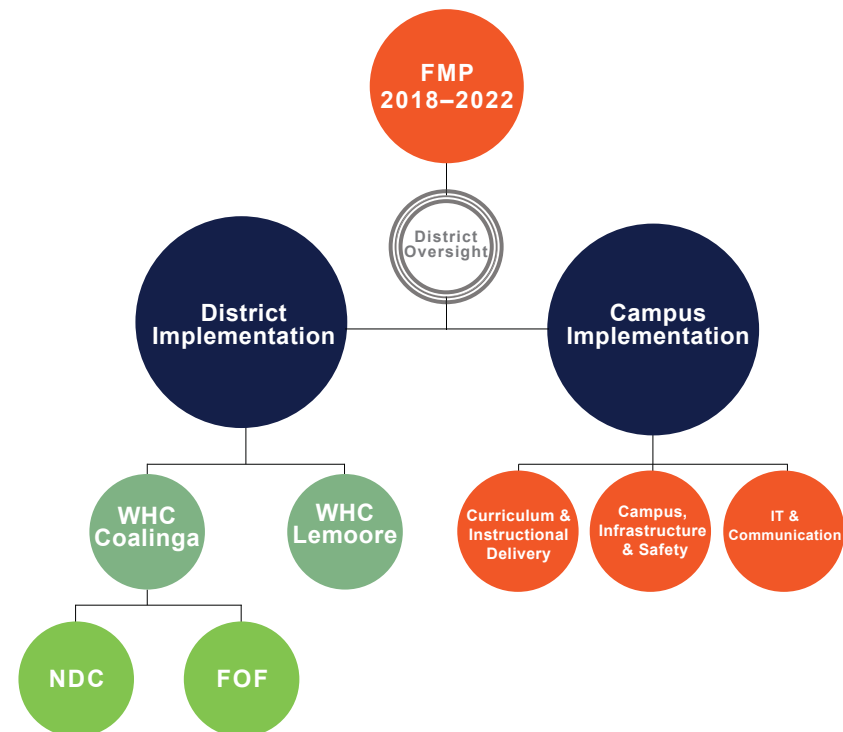 FMP
2018–2022
District
Oversight
District
Implementation
Campus
Implementation
WHC
Coalinga
WHC
Lemoore
Curriculum &
Instructional
Delivery
Campus,
Infrastructure
& Safety
IT &
Communication
NDC
FOF